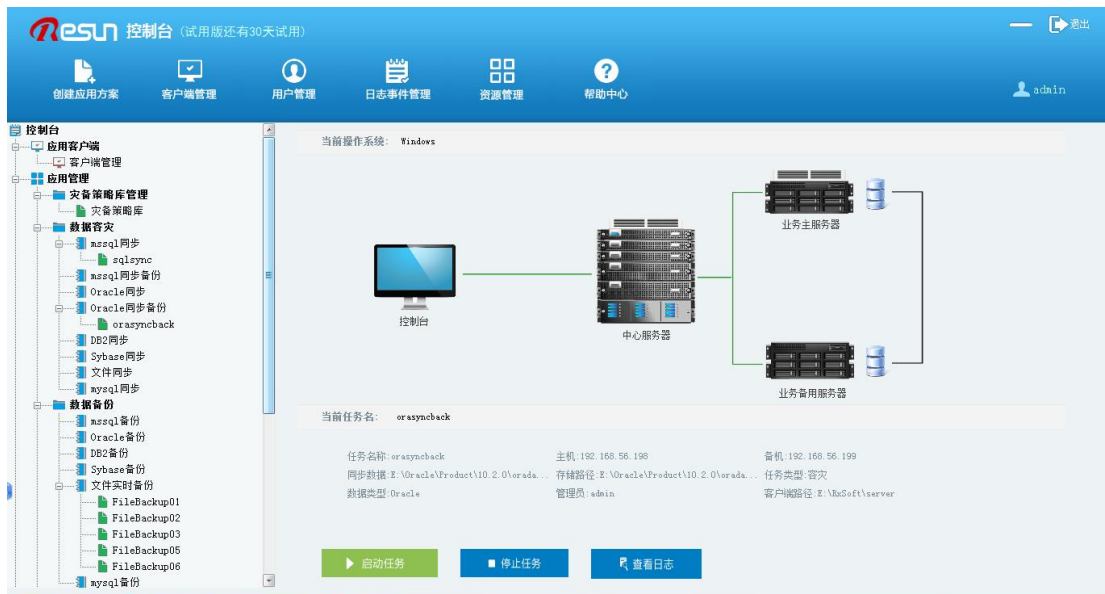 Resun 控制台 (试用版还有30天试用)
退出
创建应用方案 客户端管理 用户管理 日志事件管理 资源管理 帮助中心
admin
控制台
应用客户端
客户端管理
应用管理
灾备策略库管理
灾备策略库
数据容灾
mssql同步
sqlsync
mssql同步备份
Oracle同步
Oracle同步备份
orasyncback
DB2同步
Sybase同步
文件同步
mysql同步
数据备份
mssql备份
Oracle备份
DB2备份
Sybase备份
文件实时备份
FileBackup01
FileBackup02
FileBackup03
FileBackup05
FileBackup06
mysql备份
当前操作系统: Windows
业务主服务器
控制台
中心服务器
业务备用服务器
当前任务名: orasyncback
任务名称:orasyncback 主机:192.168.56.198 备机:192.168.56.199
同步数据:E:\Oracle\Product\10.2.0\orada... 存储路径:E:\Oracle\Product\10.2.0\orada... 任务类型:容灾
数据类型:Oracle 管理员:admin 客户端路径:E:\RxSoft\server
启动任务 停止任务 查看日志